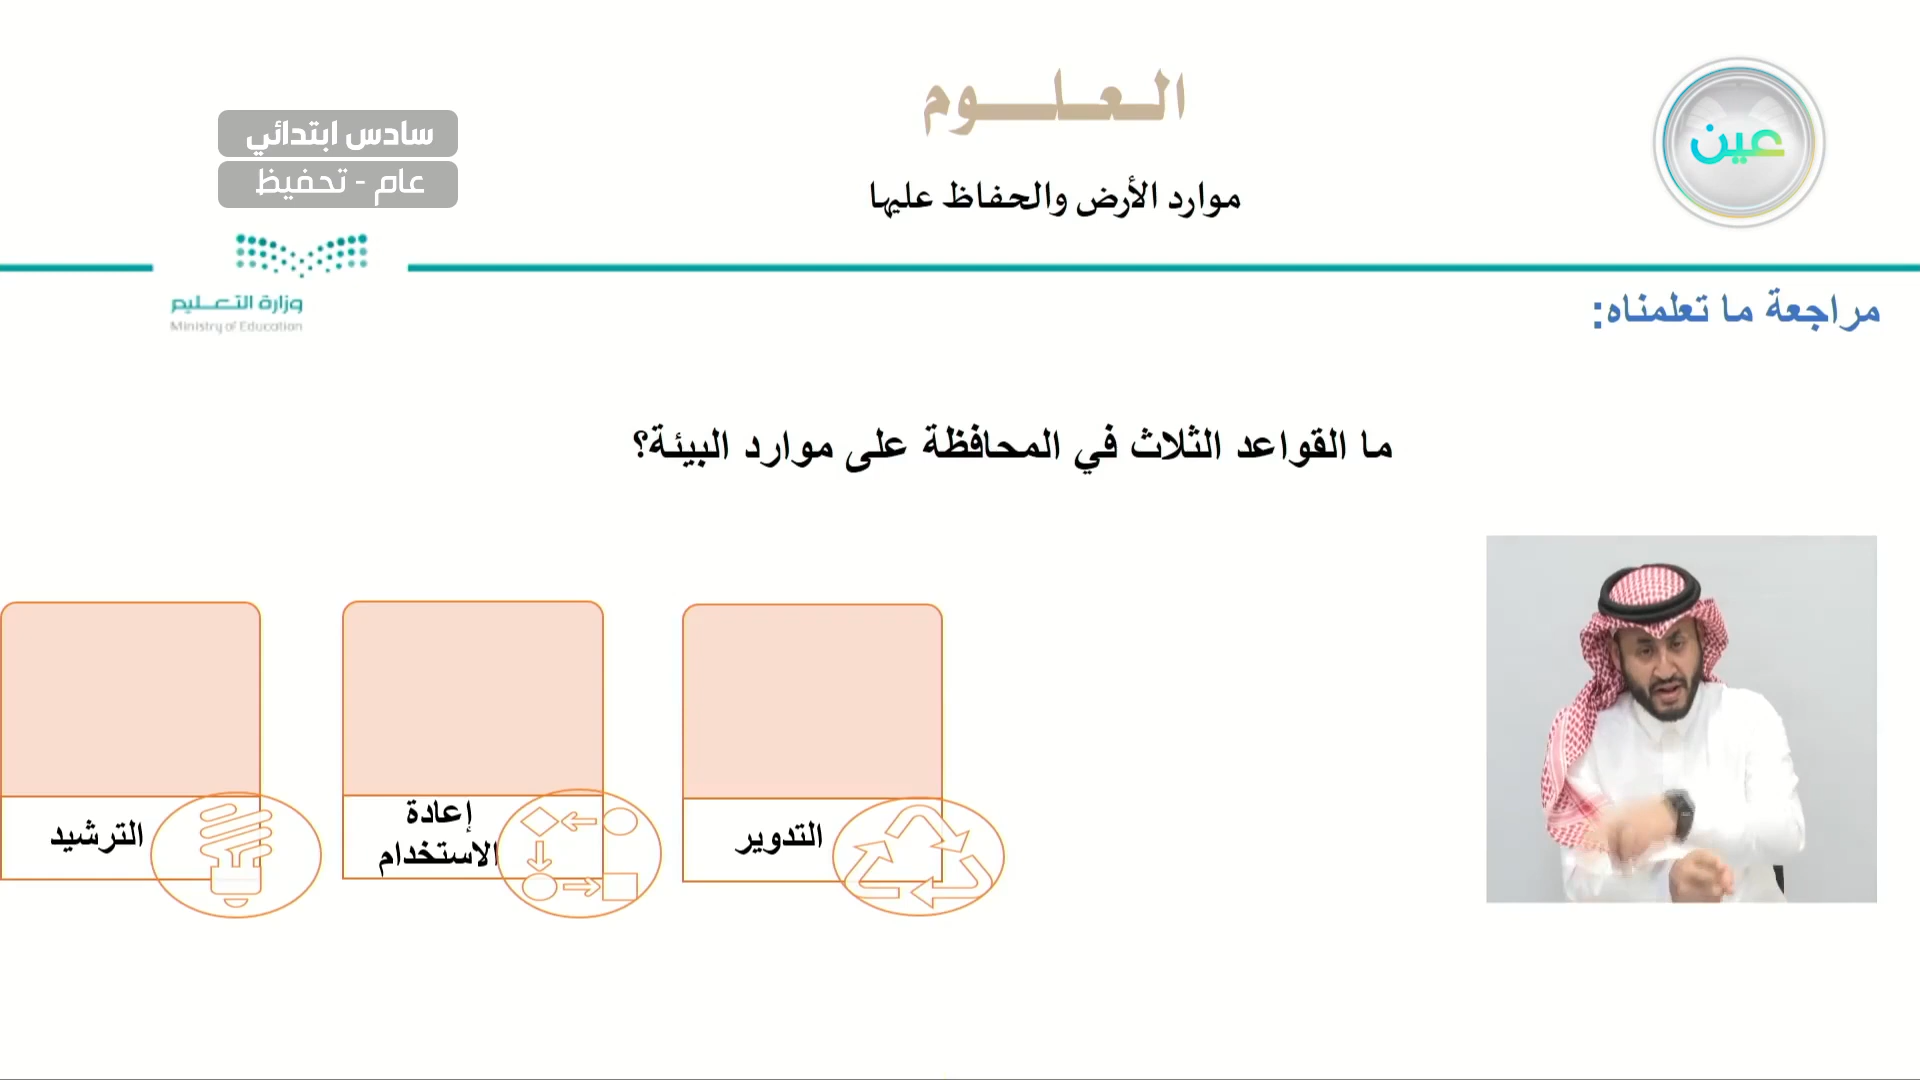 العلوم
موارد الأرض والحفاظ عليها
عين
سادس ابتدائي
عام - تحفيظ
وزارة التعليم
Ministry of Education
مراجعة ما تعلمناه:
ما القواعد الثلاث في المحافظة على موارد البيئة؟
التدوير
إعادة
الاستخدام
الترشيد